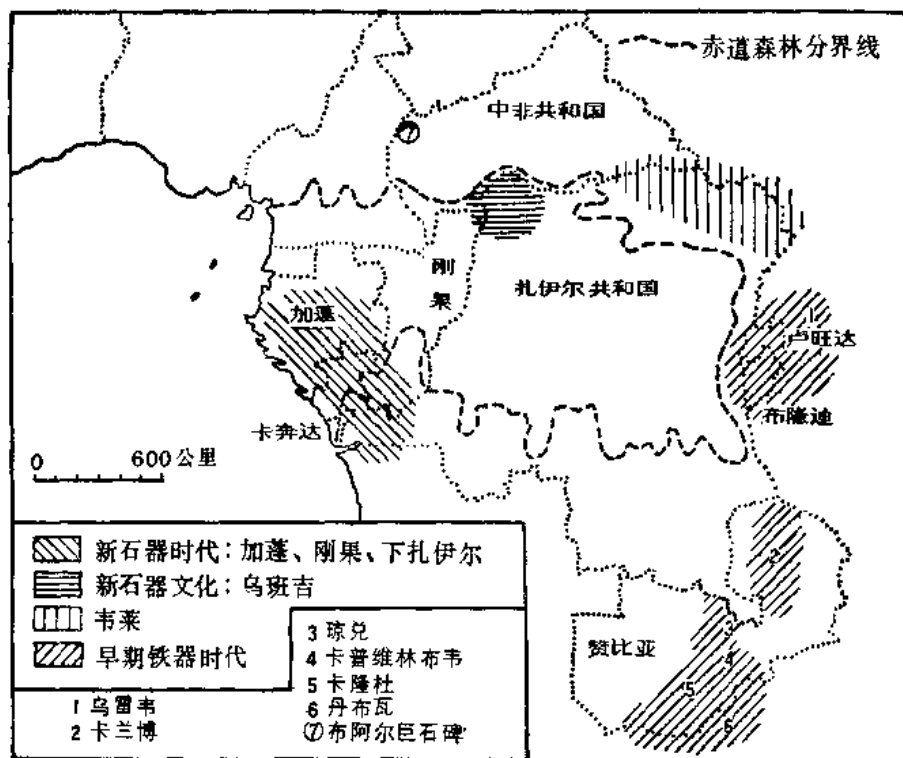 赤道森林分界线
中非共和国
⑦
刚果
扎伊尔共和国
加蓬
1
卢旺达
布隆迪
卡奔达
0 600公里
2
3
赞比亚
4
5
6
新石器时代：加蓬、刚果、下扎伊尔
新石器文化：乌班吉
韦莱
早期铁器时代
1 乌雷韦
2 卡兰博
3 琼兑
4 卡普维林布韦
5 卡隆杜
6 丹布瓦
⑦布阿尔巨石碑